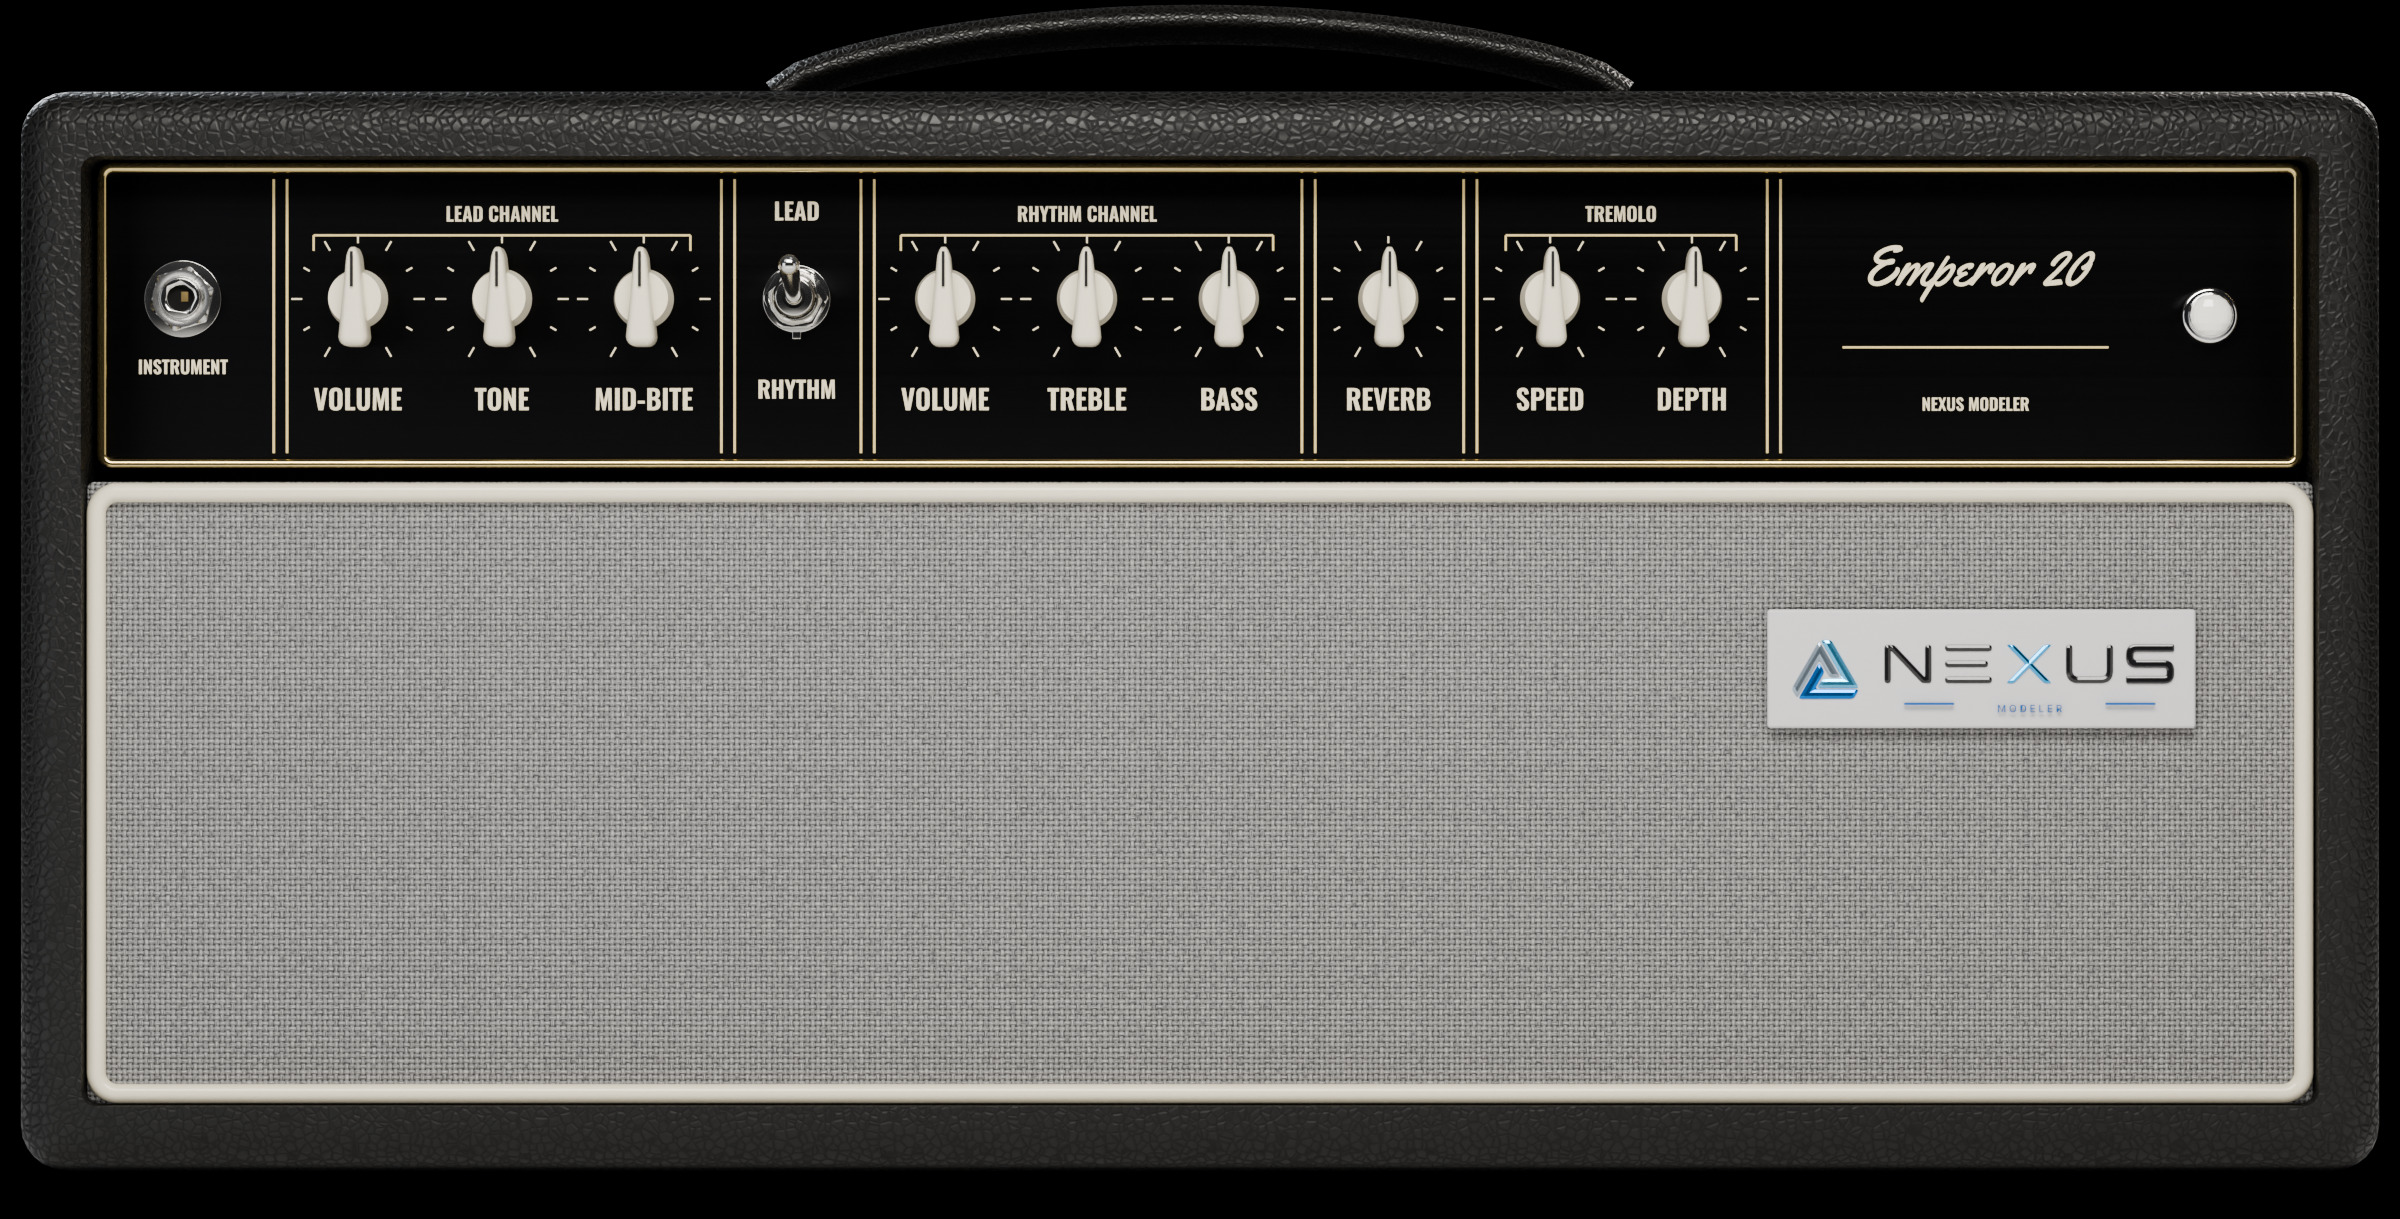 LEAD CHANNEL
LEAD
RHYTHM CHANNEL
TREMOLO
Emperor 20
INSTRUMENT
VOLUME TONE MID-BITE
RHYTHM
VOLUME TREBLE BASS
REVERB
SPEED DEPTH
NEXUS MODELER
NEXUS
MODELER